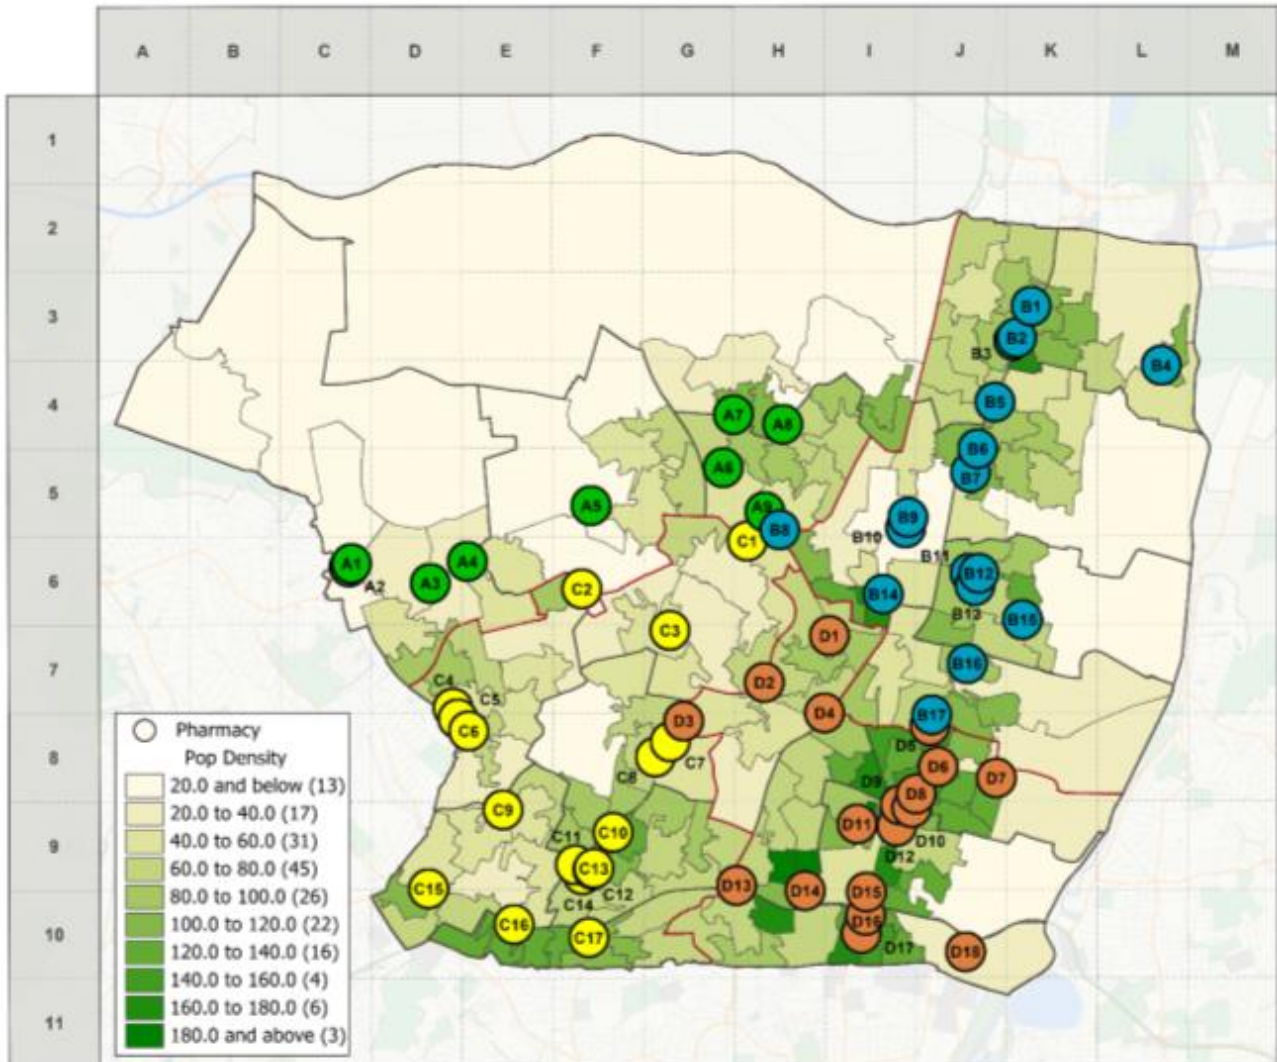 A B C D E F G H I J K L M
1
2
3
4
5
6
7
8
9
10
11
B1
B2
B3
B4
B5
A7
A8
B6
A6
B7
A5
A9
B9
B8
B10
C1
B11
A1
A4
B12
A2
A3
C2
B14
B13
B15
C3
D1
B16
D2
C4
C5
D4
B17
D3
C6
D5
C7
D6
C8
D9
D7
D8
C9
C11
C10
D11
D10
C13
D12
C12
C15
C14
D13
D14
D15
C16
D16
C17
D17
D18
Pharmacy
Pop Density
20.0 and below (13)
20.0 to 40.0 (17)
40.0 to 60.0 (31)
60.0 to 80.0 (45)
80.0 to 100.0 (26)
100.0 to 120.0 (22)
120.0 to 140.0 (16)
140.0 to 160.0 (4)
160.0 to 180.0 (6)
180.0 and above (3)